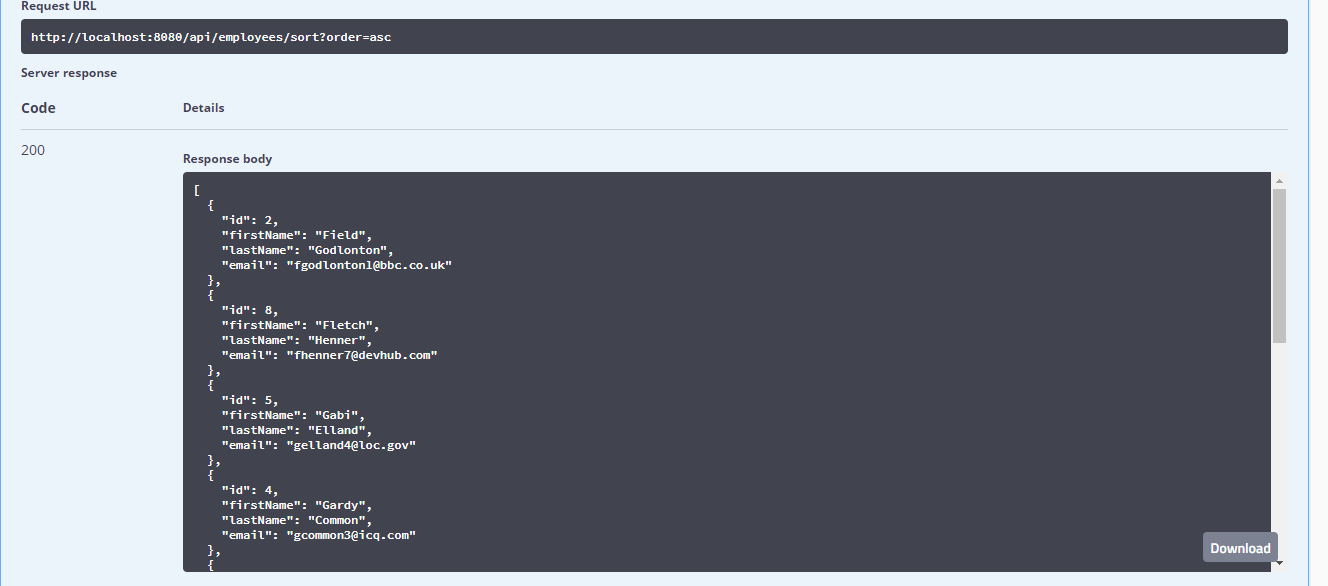 Request URL
http://localhost:8080/api/employees/sort?order=asc
Server response
Code Details
200
Response body
[
{
"id": 2,
"firstName": "Field",
"lastName": "Godlonton",
"email": "fgodlonton1@bbc.co.uk"
},
{
"id": 8,
"firstName": "Fletch",
"lastName": "Henner",
"email": "fhenner7@devhub.com"
},
{
"id": 5,
"firstName": "Gabi",
"lastName": "Elland",
"email": "gelland4@loc.gov"
},
{
"id": 4,
"firstName": "Gardy",
"lastName": "Common",
"email": "gcommon3@icq.com"
},
{
Download